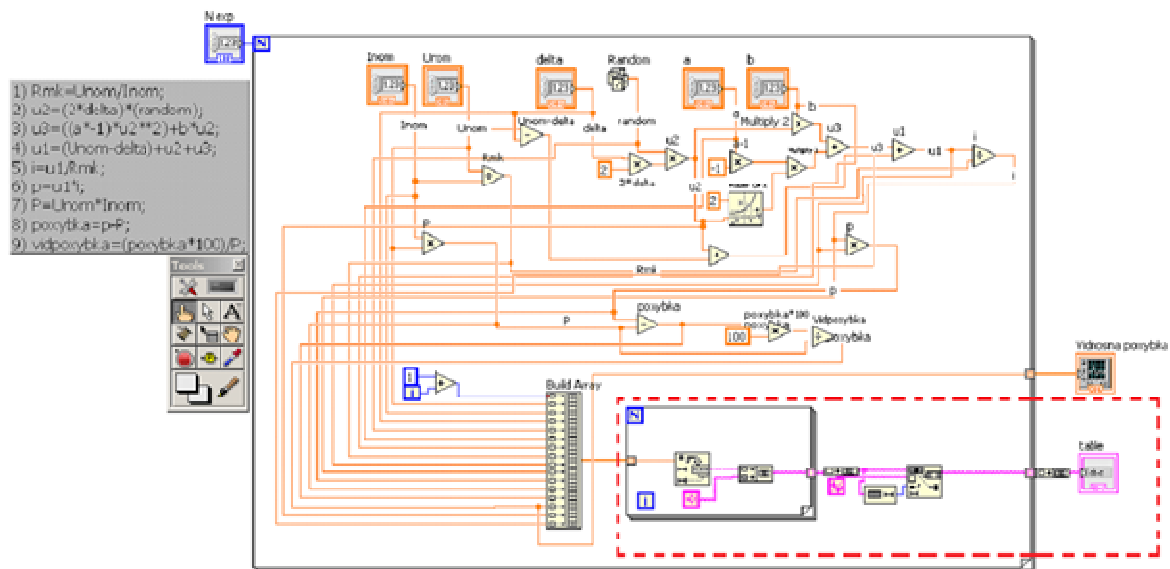 N exp
Inom
Unom
delta
Random
a
b
1) Rmk=Unom/Inom;
2) u2=(2*delta)*(random);
3) u3=((a*-1)*u2**2)+b*u2;
4) u1=(Unom-delta)+u2+u3;
5) i=u1/Rmk;
6) p=u1*i;
7) P=Unom*Inom;
8) poxytka=p-P;
9) vidpoxybka=(poxybka*100)/P;
Tools
Inom
Unom
Unom-delta
delta
random
u2
Multiply 2
b
u3
u1
u3
u1
i
Rmk
2
2*delta
-1
a*-1
u2
2
P
P
Rmk
p
P
poxybka
poxybka*100
poxybka
100
Vidpoxybka
poxybka
Vidnosna poxybka
1
i
Build Array
N
i
table